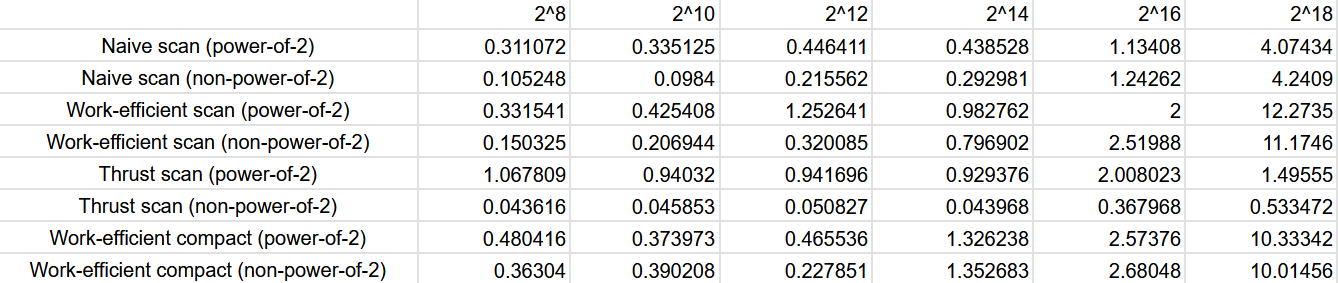 2^8 2^10 2^12 2^14 2^16 2^18
Naive scan (power-of-2) 0.311072 0.335125 0.446411 0.438528 1.13408 4.07434
Naive scan (non-power-of-2) 0.105248 0.0984 0.215562 0.292981 1.24262 4.2409
Work-efficient scan (power-of-2) 0.331541 0.425408 1.252641 0.982762 2 12.2735
Work-efficient scan (non-power-of-2) 0.150325 0.206944 0.320085 0.796902 2.51988 11.1746
Thrust scan (power-of-2) 1.067809 0.94032 0.941696 0.929376 2.008023 1.49555
Thrust scan (non-power-of-2) 0.043616 0.045853 0.050827 0.043968 0.367968 0.533472
Work-efficient compact (power-of-2) 0.480416 0.373973 0.465536 1.326238 2.57376 10.33342
Work-efficient compact (non-power-of-2) 0.36304 0.390208 0.227851 1.352683 2.68048 10.01456